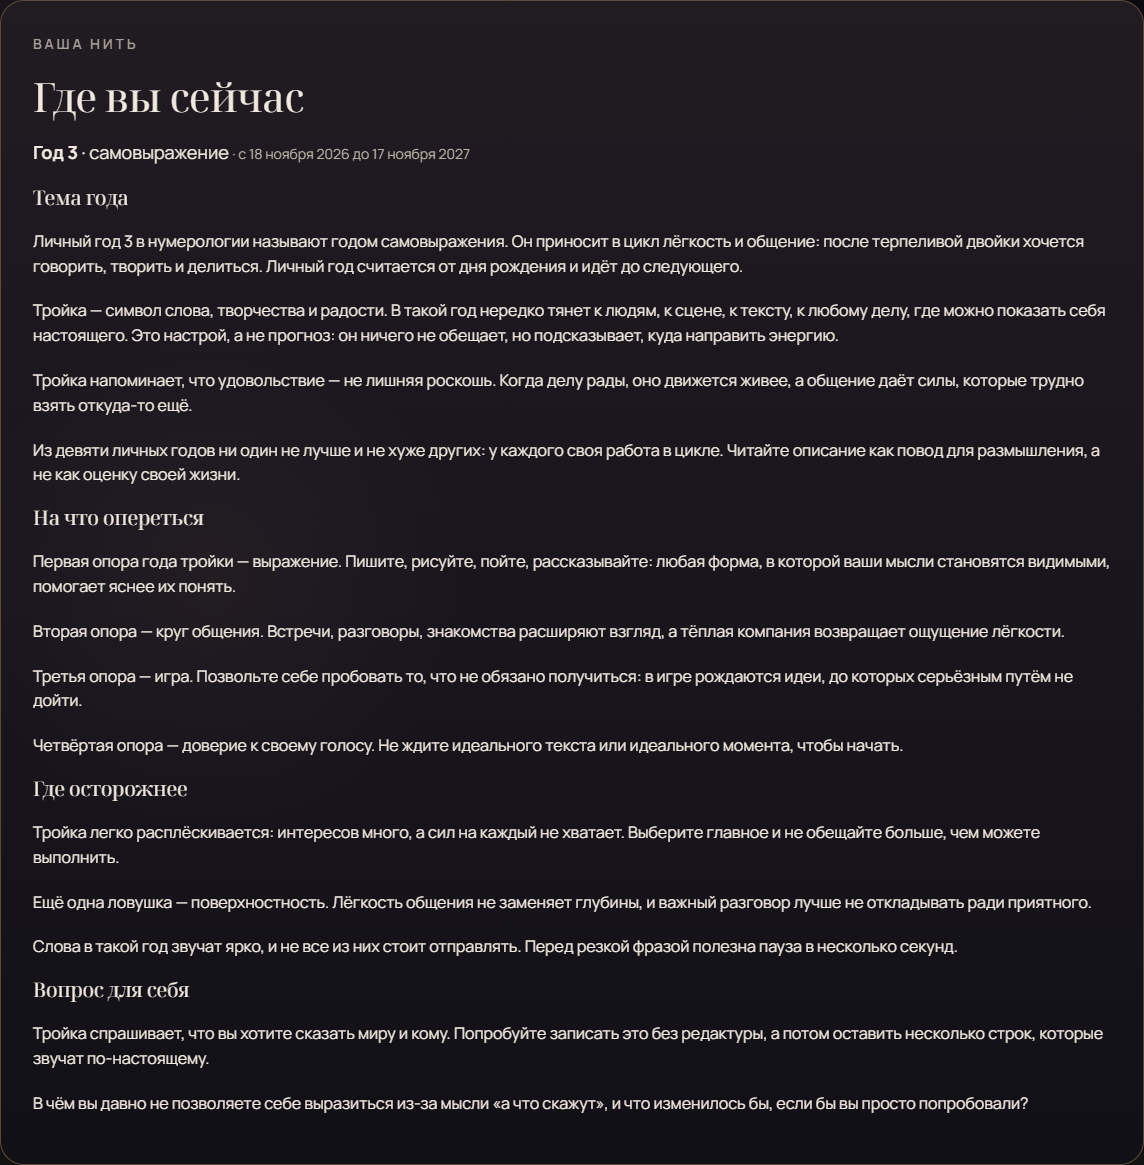 ВАША НИТЬ
Где вы сейчас
Год 3 · самовыражение · с 18 ноября 2026 до 17 ноября 2027
Тема года
Личный год 3 в нумерологии называют годом самовыражения. Он приносит в цикл лёгкость и общение: после терпеливой двойки хочется
говорить, творить и делиться. Личный год считается от дня рождения и идёт до следующего.
Тройка — символ слова, творчества и радости. В такой год нередко тянет к людям, к сцене, к тексту, к любому делу, где можно показать себя
настоящего. Это настрой, а не прогноз: он ничего не обещает, но подсказывает, куда направить энергию.
Тройка напоминает, что удовольствие — не лишняя роскошь. Когда делу рады, оно движется живее, а общение даёт силы, которые трудно
взять откуда-то ещё.
Из девяти личных годов ни один не лучше и не хуже других: у каждого своя работа в цикле. Читайте описание как повод для размышления, а
не как оценку своей жизни.
На что опереться
Первая опора года тройки — выражение. Пишите, рисуйте, пойте, рассказывайте: любая форма, в которой ваши мысли становятся видимыми,
помогает яснее их понять.
Вторая опора — круг общения. Встречи, разговоры, знакомства расширяют взгляд, а тёплая компания возвращает ощущение лёгкости.
Третья опора — игра. Позвольте себе пробовать то, что не обязано получиться: в игре рождаются идеи, до которых серьёзным путём не
дойти.
Четвёртая опора — доверие к своему голосу. Не ждите идеального текста или идеального момента, чтобы начать.
Где осторожнее
Тройка легко расплёскивается: интересов много, а сил на каждый не хватает. Выберите главное и не обещайте больше, чем можете
выполнить.
Ещё одна ловушка — поверхностность. Лёгкость общения не заменяет глубины, и важный разговор лучше не откладывать ради приятного.
Слова в такой год звучат ярко, и не все из них стоит отправлять. Перед резкой фразой полезна пауза в несколько секунд.
Вопрос для себя
Тройка спрашивает, что вы хотите сказать миру и кому. Попробуйте записать это без редактуры, а потом оставить несколько строк, которые
звучат по-настоящему.
В чём вы давно не позволяете себе выразиться из-за мысли «а что скажут», и что изменилось бы, если бы вы просто попробовали?